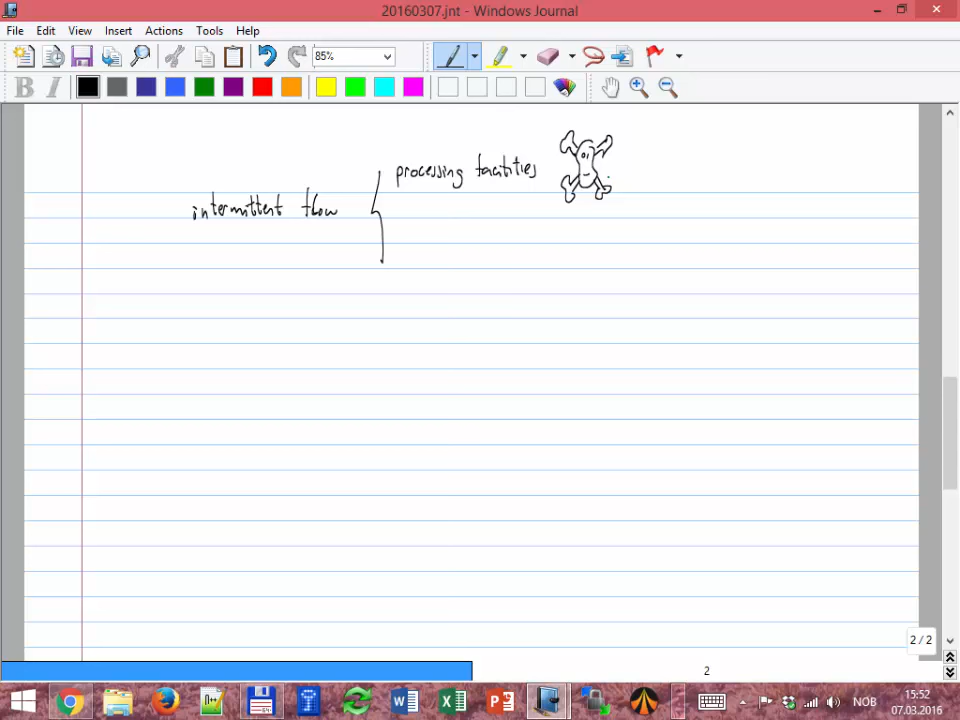 20160307.jnt - Windows Journal
File Edit View Insert Actions Tools Help
85%
B I
processing facilities
intermittent flow
2 / 2
2
15:52
NOB
07.03.2016